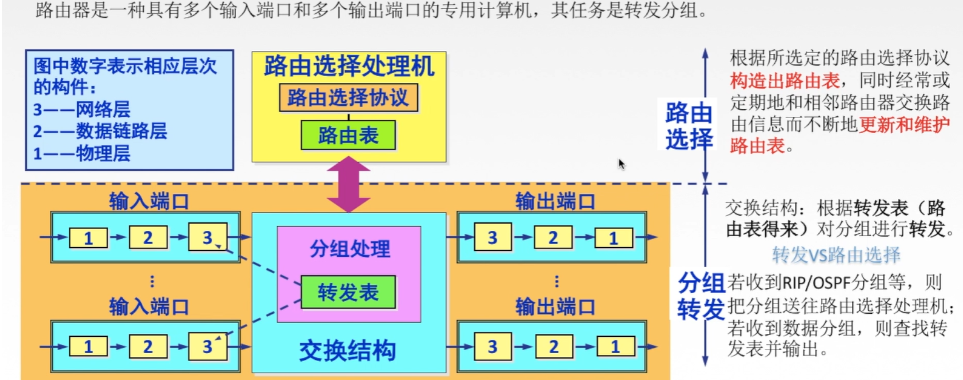 路由器是一种具有多个输入端口和多个输出端口的专用计算机，其任务是转发分组。
图中数字表示相应层次
的构件：
3——网络层
2——数据链路层
1——物理层
路由选择处理机
路由选择协议
路由表
路由
选择
根据所选定的路由选择协议
构造出路由表，同时经常或
定期地和相邻路由器交换路
由信息而不断地更新和维护
路由表。
输入端口
1
2
3
⋮
输入端口
1
2
3
分组处理
转发表
交换结构
输出端口
3
2
1
⋮
输出端口
3
2
1
分组
转发
交换结构：根据转发表（路
由表得来）对分组进行转发。
转发VS路由选择
若收到RIP/OSPF分组等，则
把分组送往路由选择处理机；
若收到数据分组，则查找转
发表并输出。